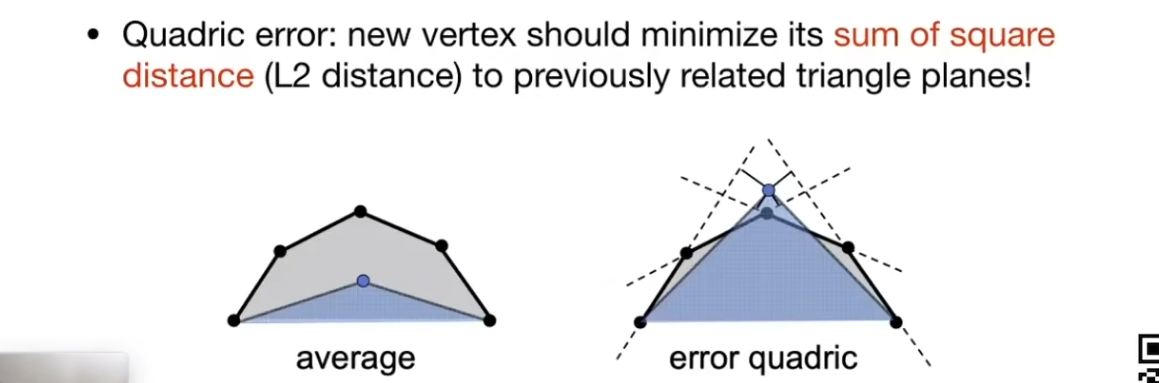 • Quadric error: new vertex should minimize its sum of square
distance (L2 distance) to previously related triangle planes!
average
error quadric